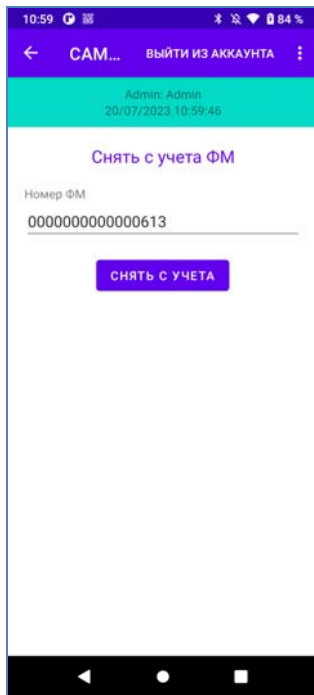 10:59 84 %
САМ... ВЫЙТИ ИЗ АККАУНТА
Admin: Admin
20/07/2023 10:59:46
Снять с учета ФМ
Номер ФМ
0000000000000613
СНЯТЬ С УЧЕТА